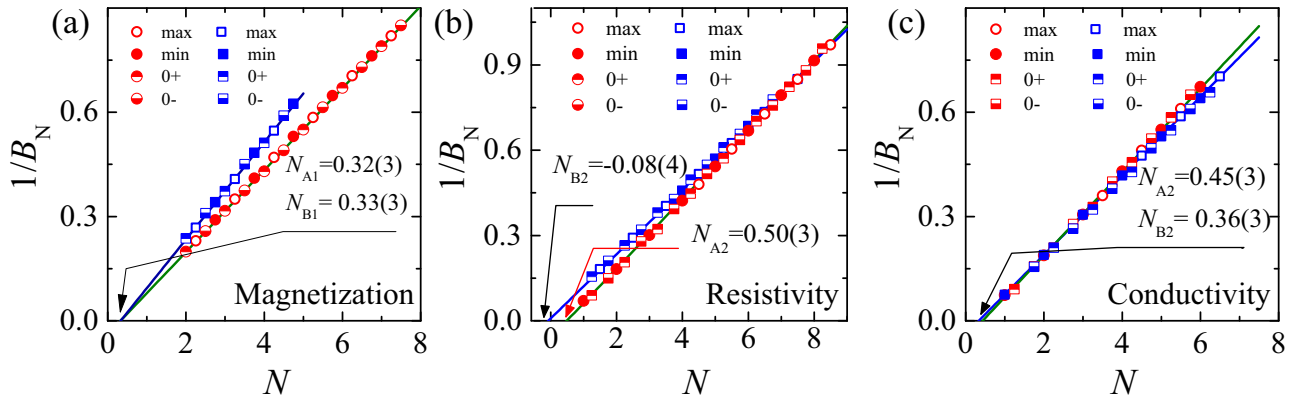 (a)
max max
min min
0+ 0+
0- 0-
0.6
0.3
0.0
1/B_N
N_A1=0.32(3)
N_B1= 0.33(3)
Magnetization
0 2 4 6 8
N
(b)
max max
min min
0+ 0+
0- 0-
0.9
0.6
0.3
0.0
1/B_N
N_B2=-0.08(4)
N_A2=0.50(3)
Resistivity
0 2 4 6 8
N
(c)
max max
min min
0+ 0+
0- 0-
0.6
0.3
0.0
1/B_N
N_A2=0.45(3)
N_B2= 0.36(3)
Conductivity
0 2 4 6 8
N